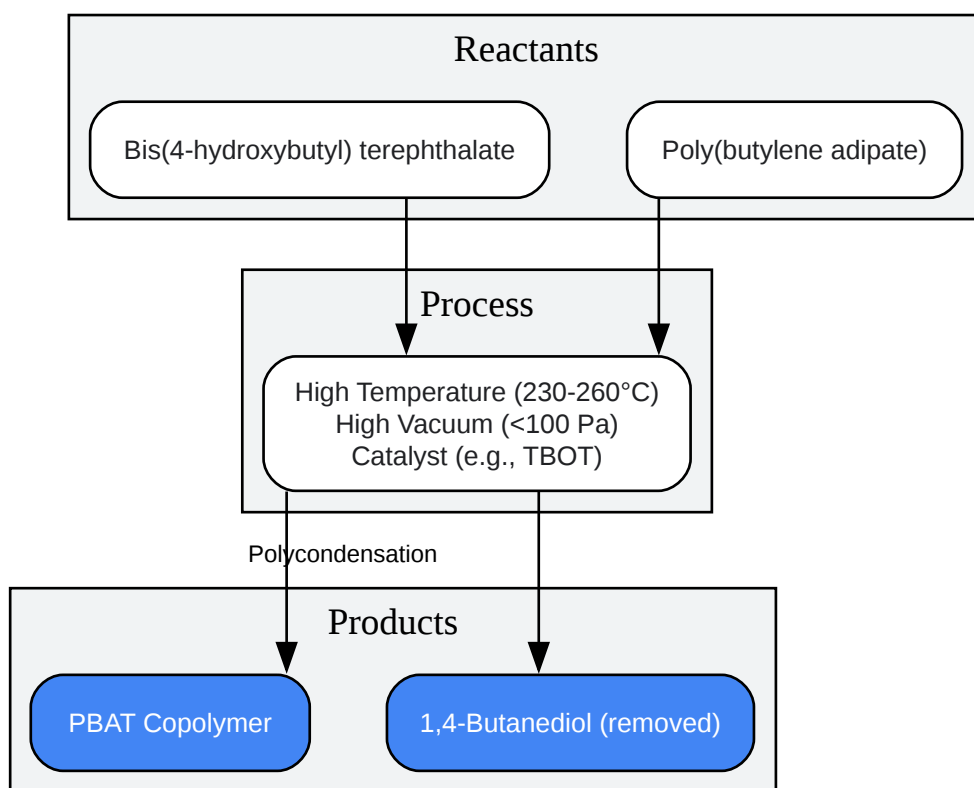 Reactants
Bis(4-hydroxybutyl) terephthalate
Poly(butylene adipate)
Process
High Temperature (230-260°C)
High Vacuum (<100 Pa)
Catalyst (e.g., TBOT)
Polycondensation
Products
PBAT Copolymer
1,4-Butanediol (removed)